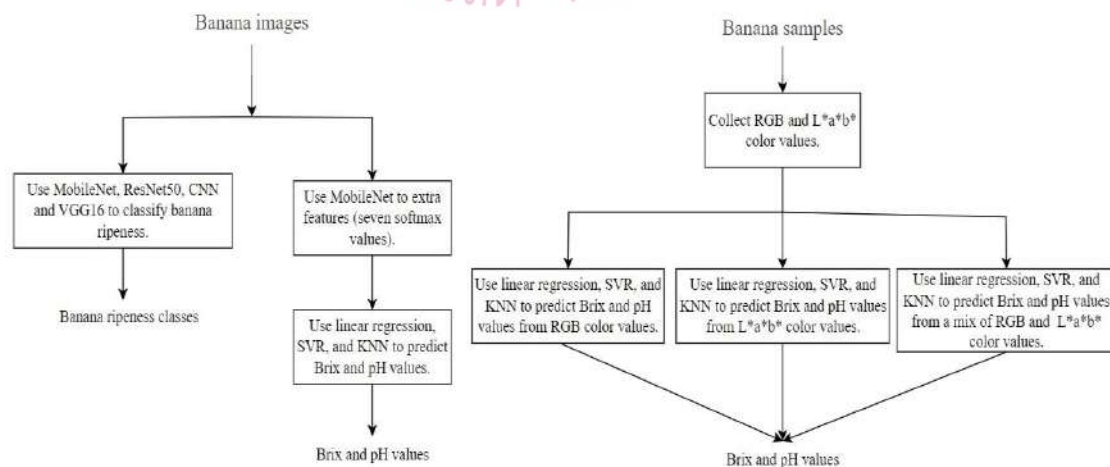 Banana images
Use MobileNet, ResNet50, CNN
and VGG16 to classify banana
ripeness.
Banana ripeness classes
Use MobileNet to extra
features (seven softmax
values).
Use linear regression,
SVR, and KNN to predict
Brix and pH values.
Brix and pH values
Banana samples
Collect RGB and L*a*b*
color values.
Use linear regression, SVR, and
KNN to predict Brix and pH
values from RGB color values.
Use linear regression, SVR, and
KNN to predict Brix and pH values
from L*a*b* color values.
Use linear regression, SVR, and
KNN to predict Brix and pH values
from a mix of RGB and L*a*b*
color values.
Brix and pH values